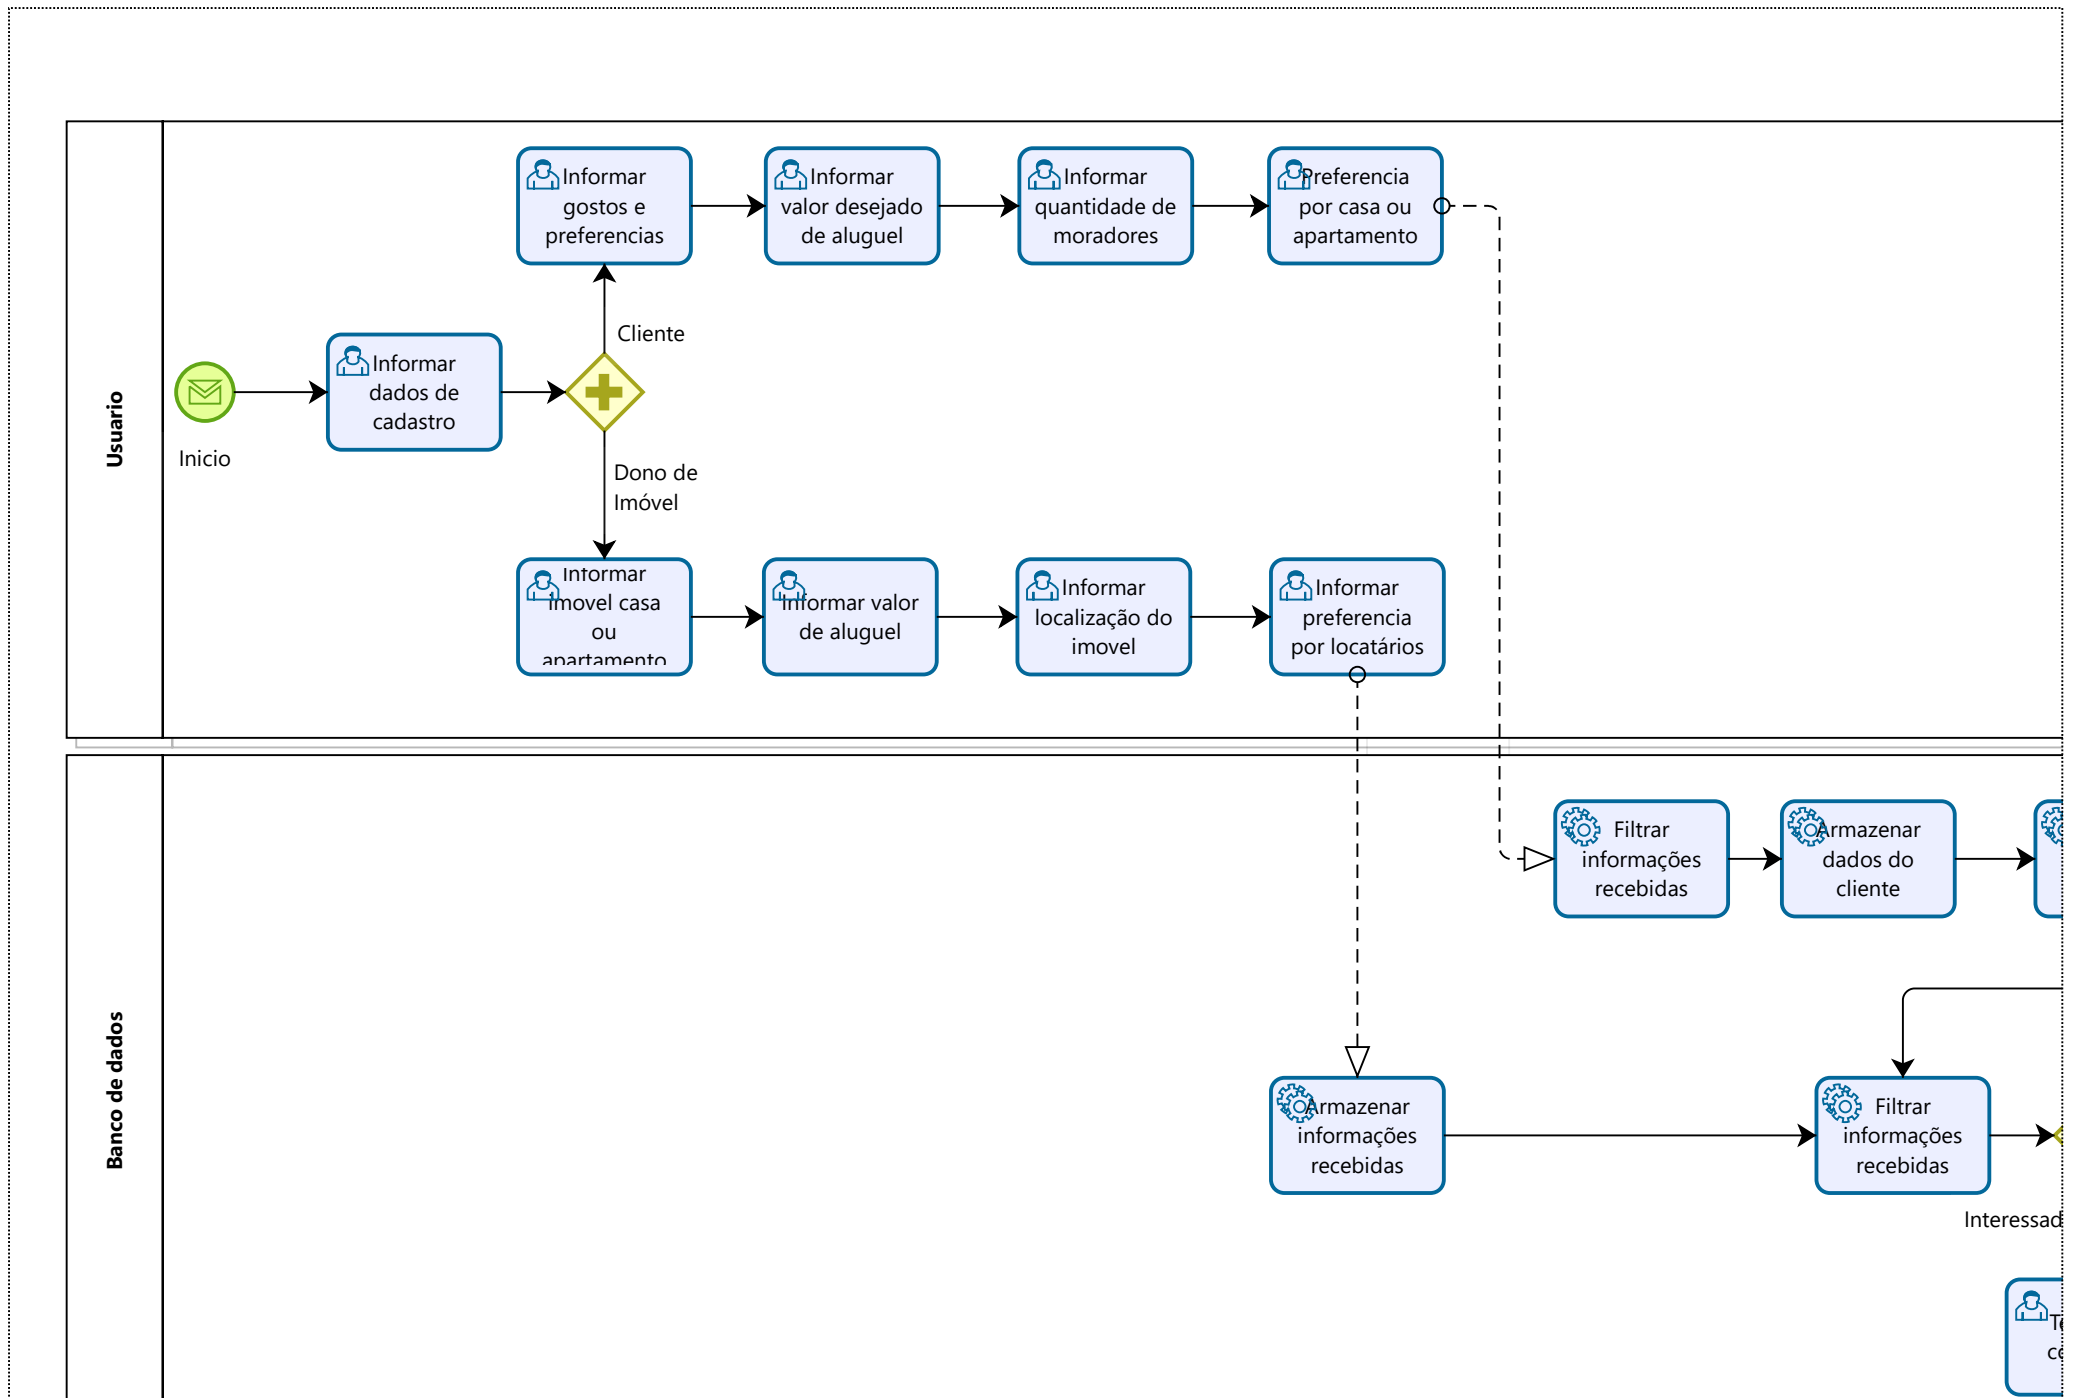 Usuario
Inicio
Informar
dados de
cadastro
Cliente
Dono de
Imóvel
Informar
gostos e
preferencias
Informar
valor desejado
de aluguel
Informar
quantidade de
moradores
Preferencia
por casa ou
apartamento
Informar
imovel casa
ou
apartamento
Informar valor
de aluguel
Informar
localização do
imovel
Informar
preferencia
por locatários
Banco de dados
Filtrar
informações
recebidas
Armazenar
dados do
cliente
Armazenar
informações
recebidas
Filtrar
informações
recebidas
Interessad